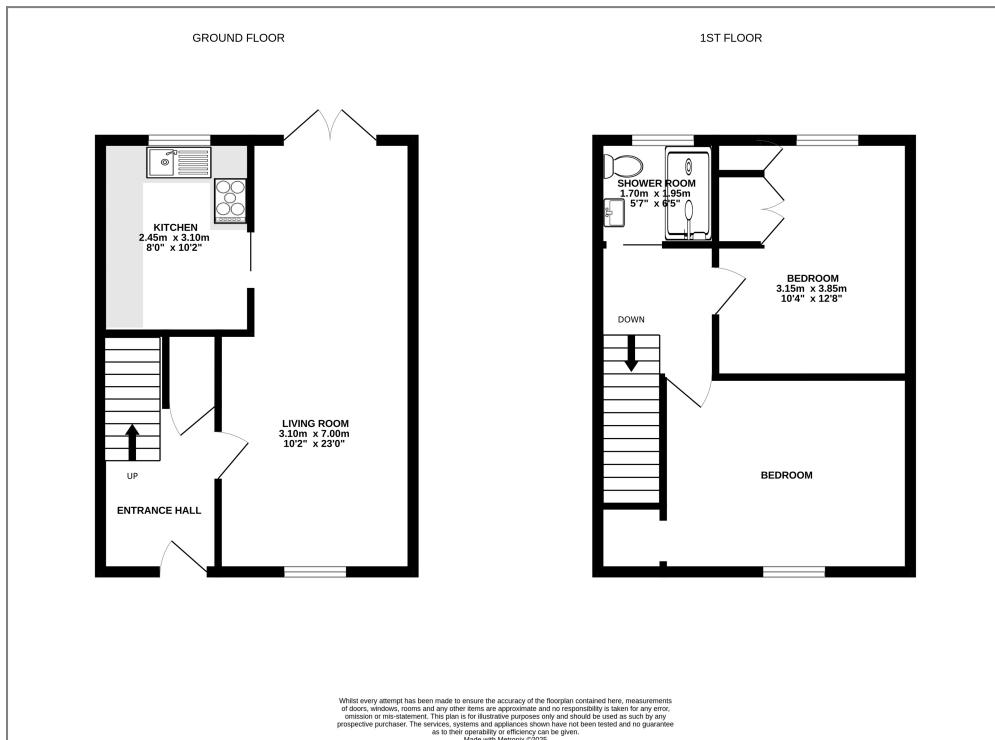 GROUND FLOOR
1ST FLOOR
KITCHEN
2.45m x 3.10m
8'0" x 10'2"
LIVING ROOM
3.10m x 7.00m
10'2" x 23'0"
UP
ENTRANCE HALL
SHOWER ROOM
1.70m x 1.95m
5'7" x 6'5"
BEDROOM
3.15m x 3.85m
10'4" x 12'8"
DOWN
BEDROOM
Whilst every attempt has been made to ensure the accuracy of the floorplan contained here, measurements
of doors, windows, rooms and any other items are approximate and no responsibility is taken for any error,
omission or mis-statement. This plan is for illustrative purposes only and should be used as such by any
prospective purchaser. The services, systems and appliances shown have not been tested and no guarantee
as to their operability or efficiency can be given.
Made with Metropix ©2025